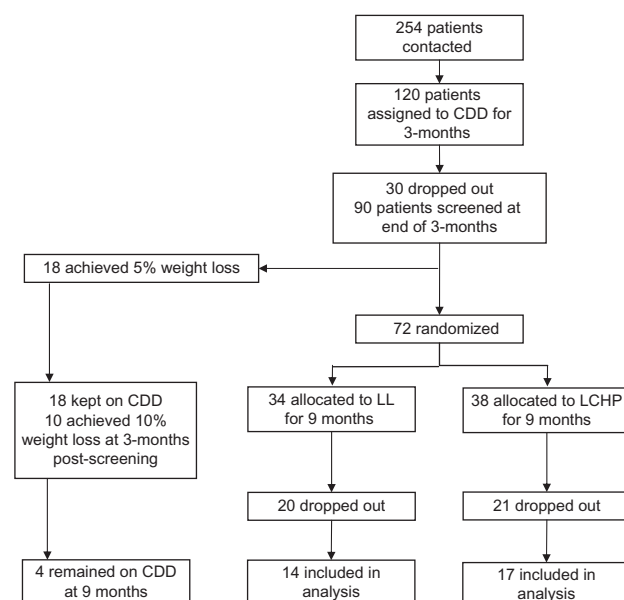 254 patients
contacted
120 patients
assigned to CDD for
3-months
30 dropped out
90 patients screened at
end of 3-months
18 achieved 5% weight loss
72 randomized
18 kept on CDD
10 achieved 10%
weight loss at 3-months
post-screening
34 allocated to LL
for 9 months
38 allocated to LCHP
for 9 months
20 dropped out
21 dropped out
4 remained on CDD
at 9 months
14 included in
analysis
17 included in
analysis